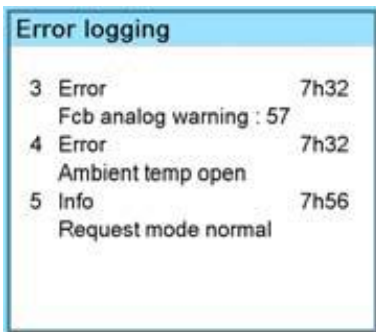 Error logging
3 Error 7h32
Fcb analog warning : 57
4 Error 7h32
Ambient temp open
5 Info 7h56
Request mode normal